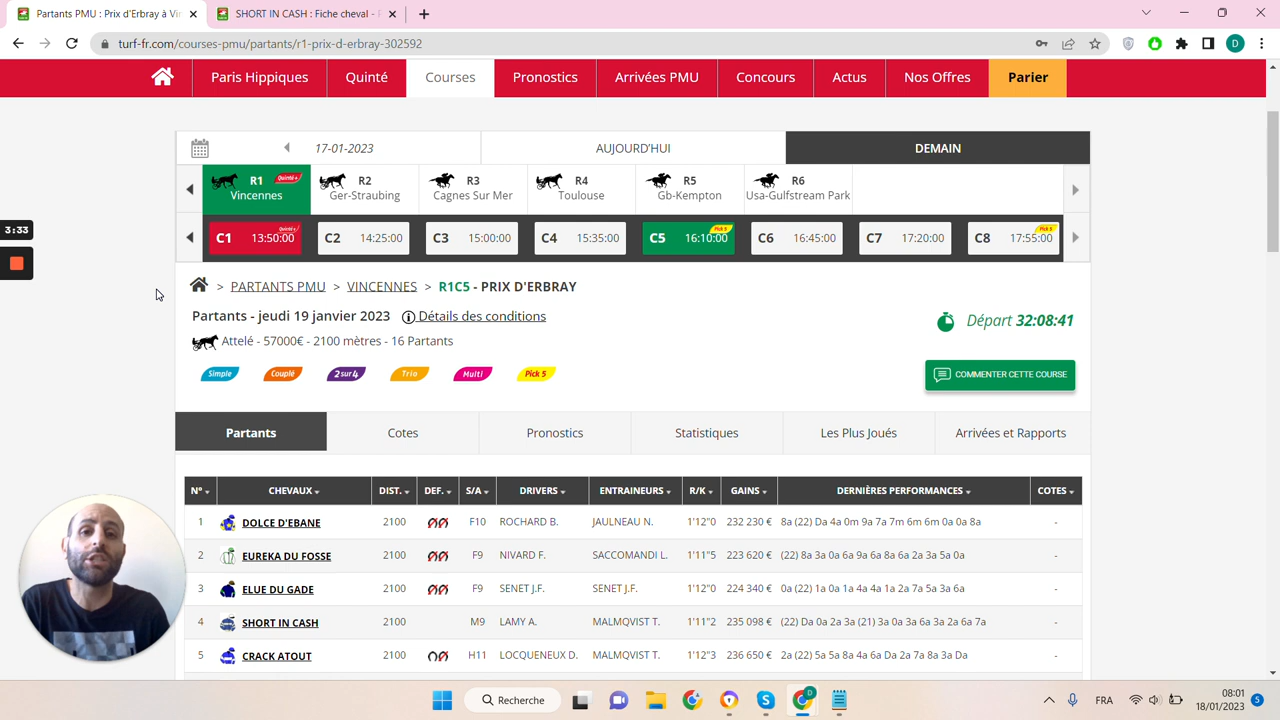 Partants PMU : Prix d'Erbray à Vin
SHORT IN CASH : Fiche cheval -
turf-fr.com/courses-pmu/partants/r1-prix-d-erbray-302592
D
Paris Hippiques Quinté Courses Pronostics Arrivées PMU Concours Actus Nos Offres Parier
17-01-2023 AUJOURD'HUI DEMAIN
R1 Quinté+ R2 R3 R4 R5 R6
Vincennes Ger-Straubing Cagnes Sur Mer Toulouse Gb-Kempton Usa-Gulfstream Park
3:33
C1 13:50:00 Quinté+ C2 14:25:00 C3 15:00:00 C4 15:35:00 C5 16:10:00 Pick 5 C6 16:45:00 C7 17:20:00 C8 17:55:00 Pick 5
> PARTANTS PMU > VINCENNES > R1C5 - PRIX D'ERBRAY
Partants - jeudi 19 janvier 2023 Détails des conditions
Départ 32:08:41
Attelé - 57000€ - 2100 mètres - 16 Partants
Simple Couplé 2sur4 Trio Multi Pick 5
COMMENTER CETTE COURSE
Partants Cotes Pronostics Statistiques Les Plus Joués Arrivées et Rapports
N° CHEVAUX DIST. DEF. S/A DRIVERS ENTRAINEURS R/K GAINS DERNIÈRES PERFORMANCES COTES
1 DOLCE D'EBANE 2100 F10 ROCHARD B. JAULNEAU N. 1'12"0 232 230 € 8a (22) Da 4a 0m 9a 7a 7m 6m 6m 0a 0a 8a -
2 EUREKA DU FOSSE 2100 F9 NIVARD F. SACCOMANDI L. 1'11"5 223 620 € (22) 8a 3a 0a 6a 9a 6a 8a 6a 2a 3a 5a 0a -
3 ELUE DU GADE 2100 F9 SENET J.F. SENET J.F. 1'12"0 224 340 € 0a (22) 1a 0a 1a 4a 4a 1a 2a 7a 5a 3a 6a -
4 SHORT IN CASH 2100 M9 LAMY A. MALMQVIST T. 1'11"2 235 098 € (22) Da 0a 2a 3a (21) 3a 0a 3a 6a 3a 2a 6a 7a -
5 CRACK ATOUT 2100 H11 LOCQUENEUX D. MALMQVIST T. 1'12"3 236 650 € 2a (22) 5a 5a 8a 4a 6a Da 2a 7a 8a 3a Da -
Recherche
D
FRA
08:01
18/01/2023
5